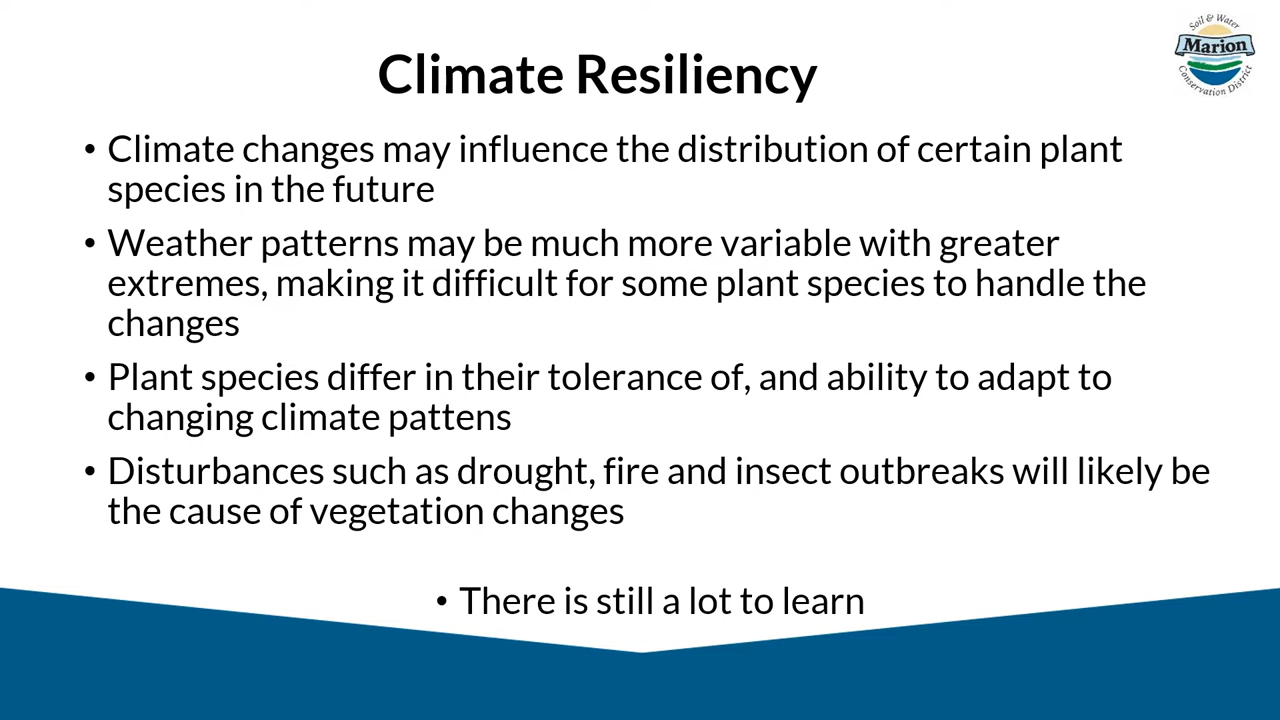 Soil & Water
Marion
Conservation District
Climate Resiliency
• Climate changes may influence the distribution of certain plant
species in the future
• Weather patterns may be much more variable with greater
extremes, making it difficult for some plant species to handle the
changes
• Plant species differ in their tolerance of, and ability to adapt to
changing climate pattens
• Disturbances such as drought, fire and insect outbreaks will likely be
the cause of vegetation changes
• There is still a lot to learn